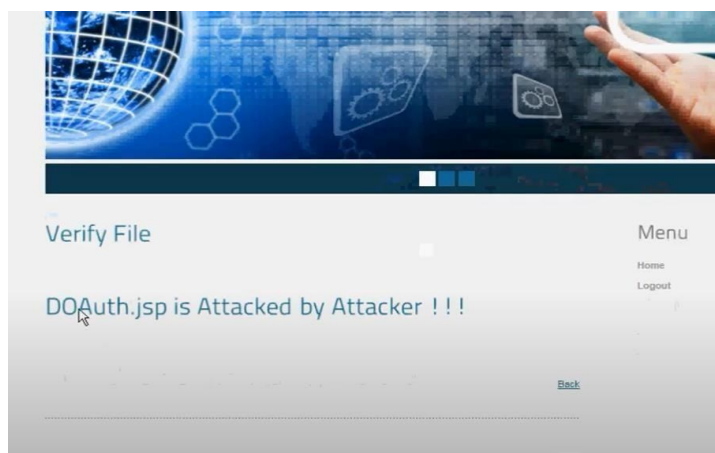 Verify File
DOAuth.jsp is Attacked by Attacker ! ! !
Back
Menu
Home
Logout